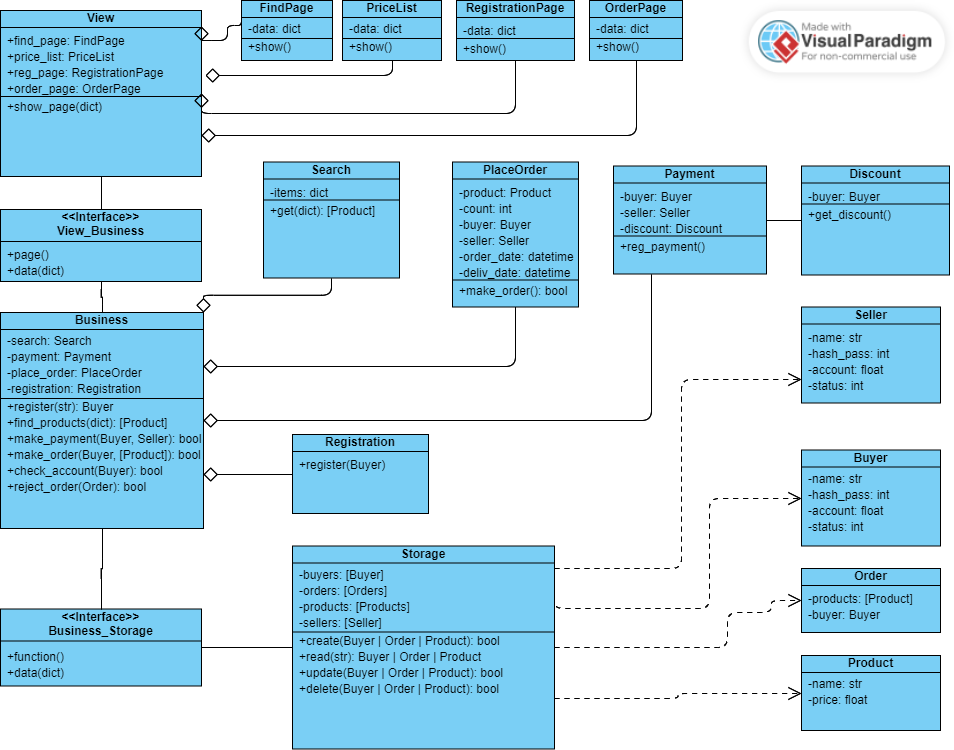 View
+find_page: FindPage
+price_list: PriceList
+reg_page: RegistrationPage
+order_page: OrderPage
+show_page(dict)
FindPage
-data: dict
+show()
PriceList
-data: dict
+show()
RegistrationPage
-data: dict
+show()
OrderPage
-data: dict
+show()
Made with
VisualParadigm
For non-commercial use
<<Interface>>
View_Business
+page()
+data(dict)
Search
-items: dict
+get(dict): [Product]
PlaceOrder
-product: Product
-count: int
-buyer: Buyer
-seller: Seller
-order_date: datetime
-deliv_date: datetime
+make_order(): bool
Payment
-buyer: Buyer
-seller: Seller
-discount: Discount
+reg_payment()
Discount
-buyer: Buyer
+get_discount()
Business
-search: Search
-payment: Payment
-place_order: PlaceOrder
-registration: Registration
+register(str): Buyer
+find_products(dict): [Product]
+make_payment(Buyer, Seller): bool
+make_order(Buyer, [Product]): bool
+check_account(Buyer): bool
+reject_order(Order): bool
Registration
+register(Buyer)
Seller
-name: str
-hash_pass: int
-account: float
-status: int
Buyer
-name: str
-hash_pass: int
-account: float
-status: int
<<Interface>>
Business_Storage
+function()
+data(dict)
Storage
-buyers: [Buyer]
-orders: [Orders]
-products: [Products]
-sellers: [Seller]
+create(Buyer | Order | Product): bool
+read(str): Buyer | Order | Product
+update(Buyer | Order | Product): bool
+delete(Buyer | Order | Product): bool
Order
-products: [Product]
-buyer: Buyer
Product
-name: str
-price: float